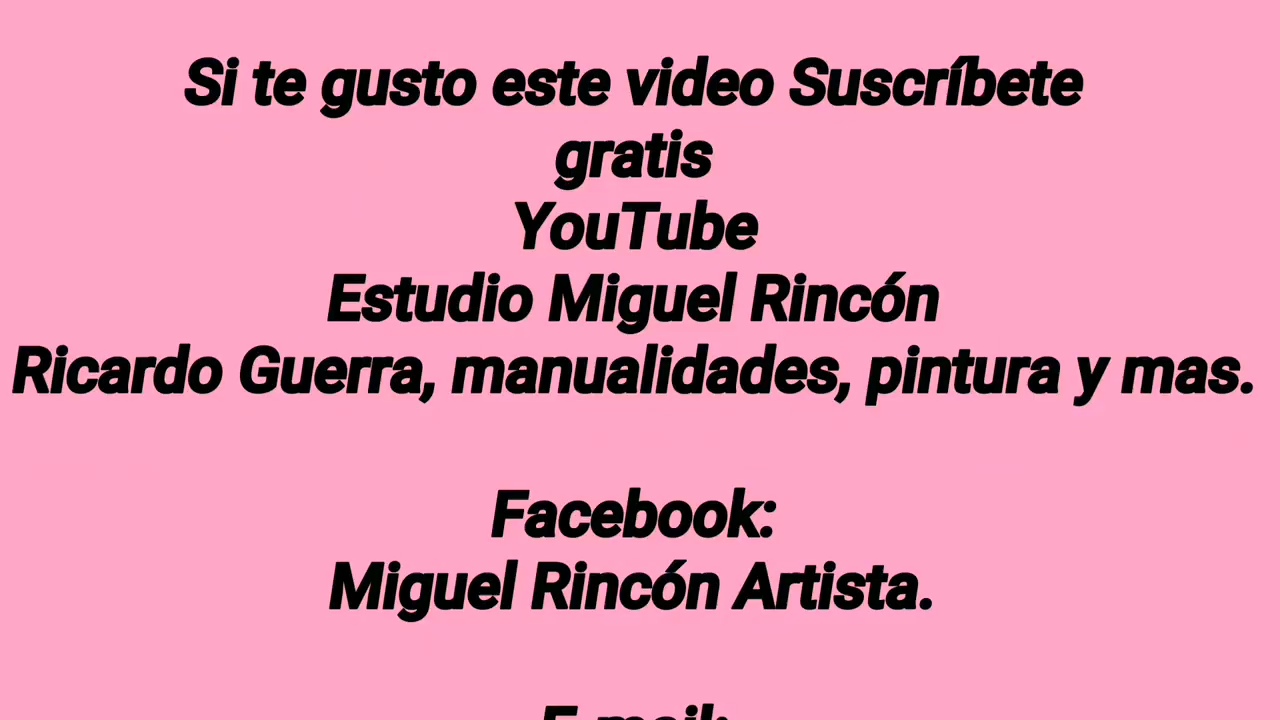 Si te gusto este video Suscríbete
gratis
YouTube
Estudio Miguel Rincón
Ricardo Guerra, manualidades, pintura y mas.
Facebook:
Miguel Rincón Artista.
E-mail: